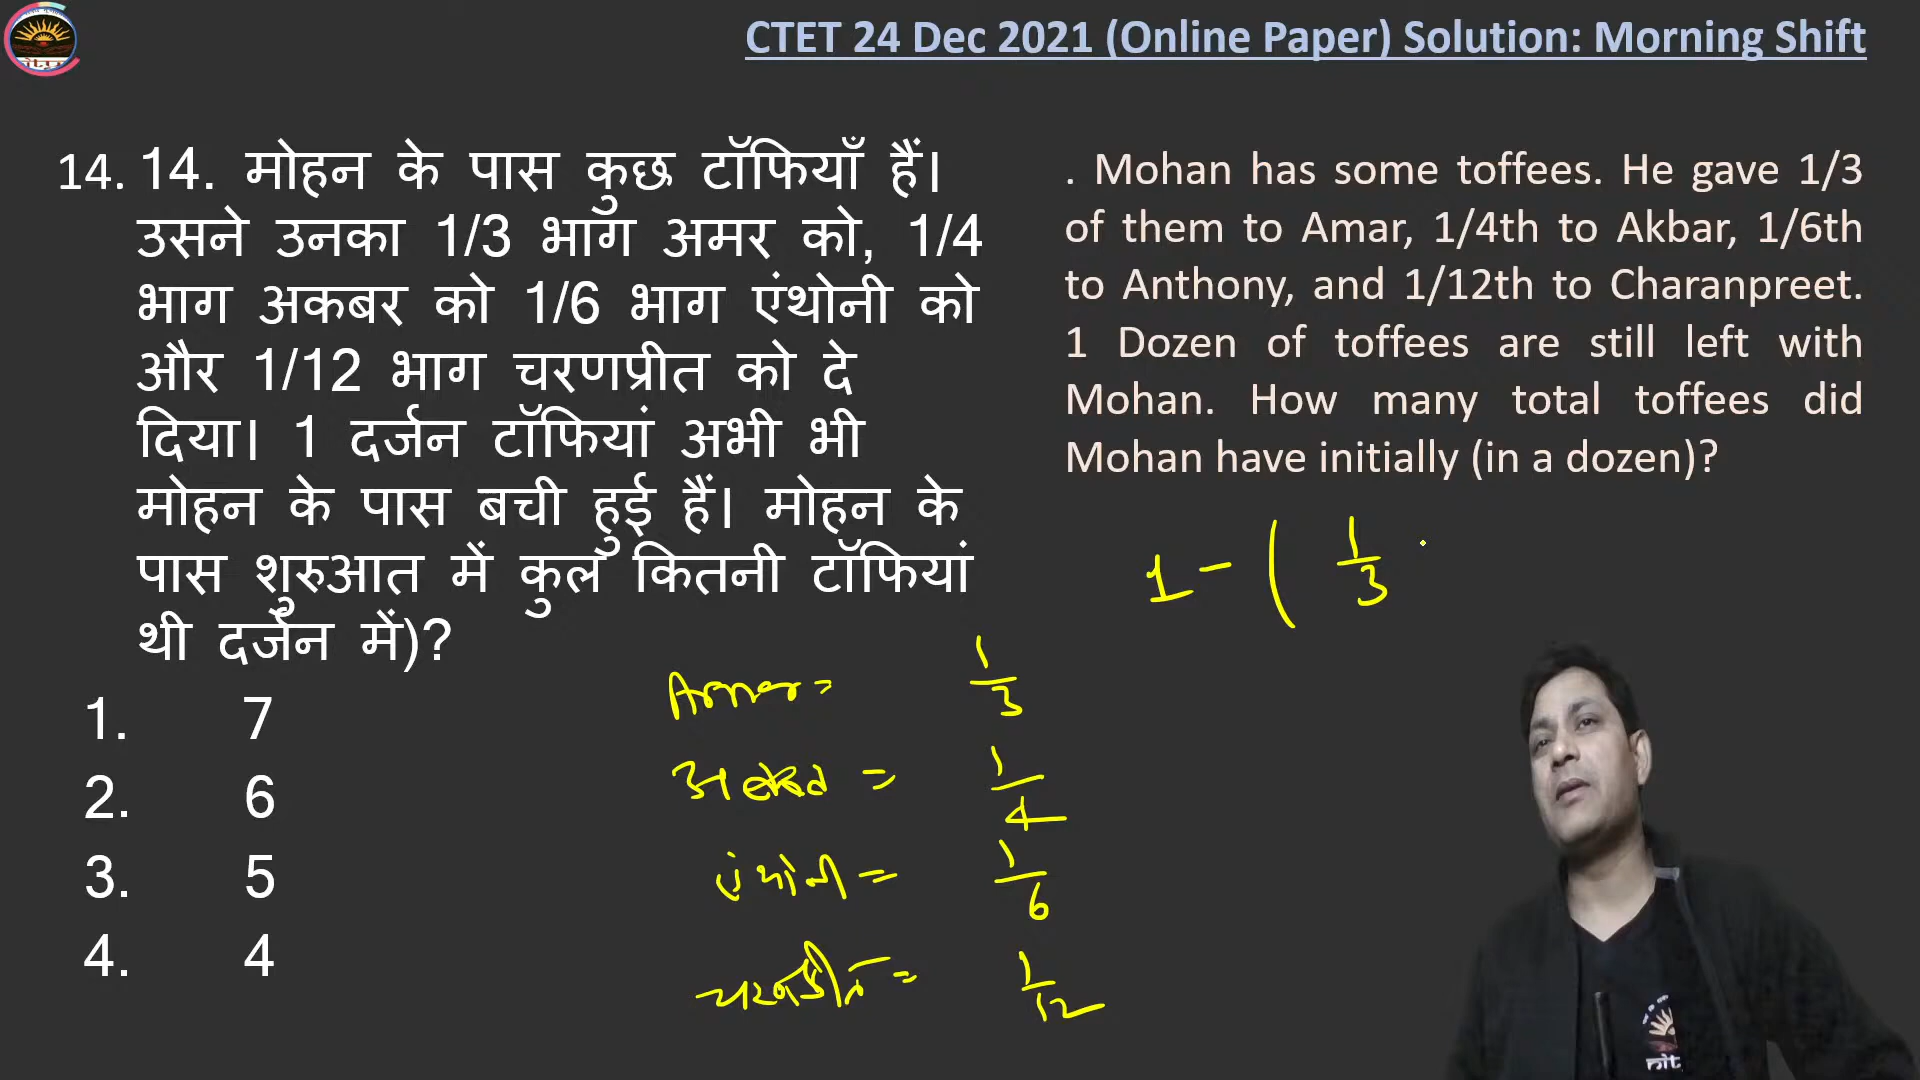 CTET 24 Dec 2021 (Online Paper) Solution: Morning Shift
14. 14. मोहन के पास कुछ टॉफियाँ हैं।
उसने उनका 1/3 भाग अमर को, 1/4
भाग अकबर को 1/6 भाग एंथोनी को
और 1/12 भाग चरणप्रीत को दे
दिया। 1 दर्जन टॉफियां अभी भी
मोहन के पास बची हुई हैं। मोहन के
पास शुरुआत में कुल कितनी टॉफियां
थी दर्जन में)?
1. 7
2. 6
3. 5
4. 4
. Mohan has some toffees. He gave 1/3
of them to Amar, 1/4th to Akbar, 1/6th
to Anthony, and 1/12th to Charanpreet.
1 Dozen of toffees are still left with
Mohan. How many total toffees did
Mohan have initially (in a dozen)?
1 - ( 1/3
Amar = 1/3
= 1/4
एंथोनी = 1/6
= 1/12